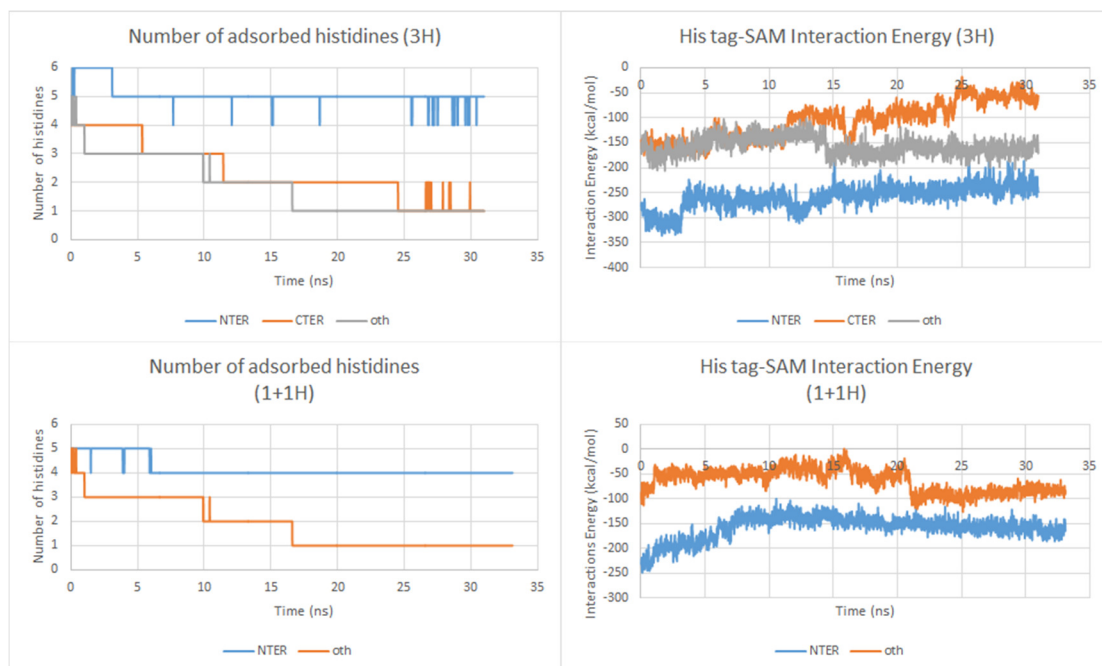 Number of adsorbed histidines (3H)
Number of histidines
6
5
4
3
2
1
0
0 5 10 15 20 25 30 35
Time (ns)
NTER CTER oth
His tag-SAM Interaction Energy (3H)
Interaction Energy (kcal/mol)
0
-50
-100
-150
-200
-250
-300
-350
-400
0 5 10 15 20 25 30 35
Time (ns)
NTER CTER oth
Number of adsorbed histidines
(1+1H)
Number of histidines
6
5
4
3
2
1
0
0 5 10 15 20 25 30 35
Time (ns)
NTER oth
His tag-SAM Interaction Energy
(1+1H)
Interactions Energy (kcal/mol)
50
0
-50
-100
-150
-200
-250
-300
0 5 10 15 20 25 30 35
Time (ns)
NTER oth